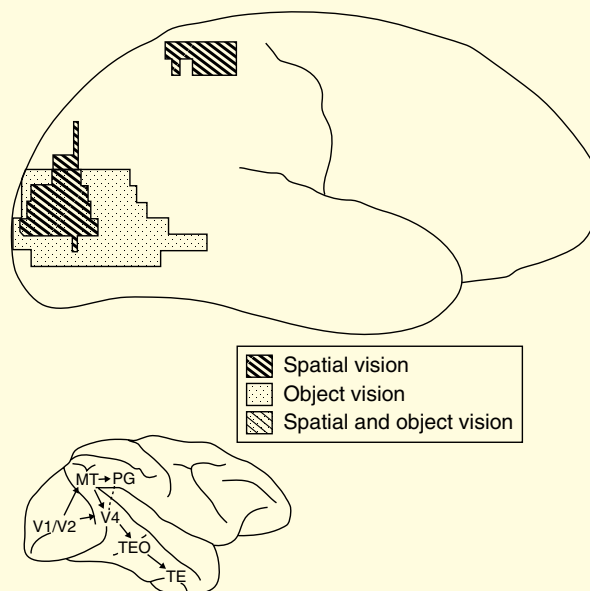 Spatial vision
Object vision
Spatial and object vision
MT PG
V1/V2 V4
TEO
TE